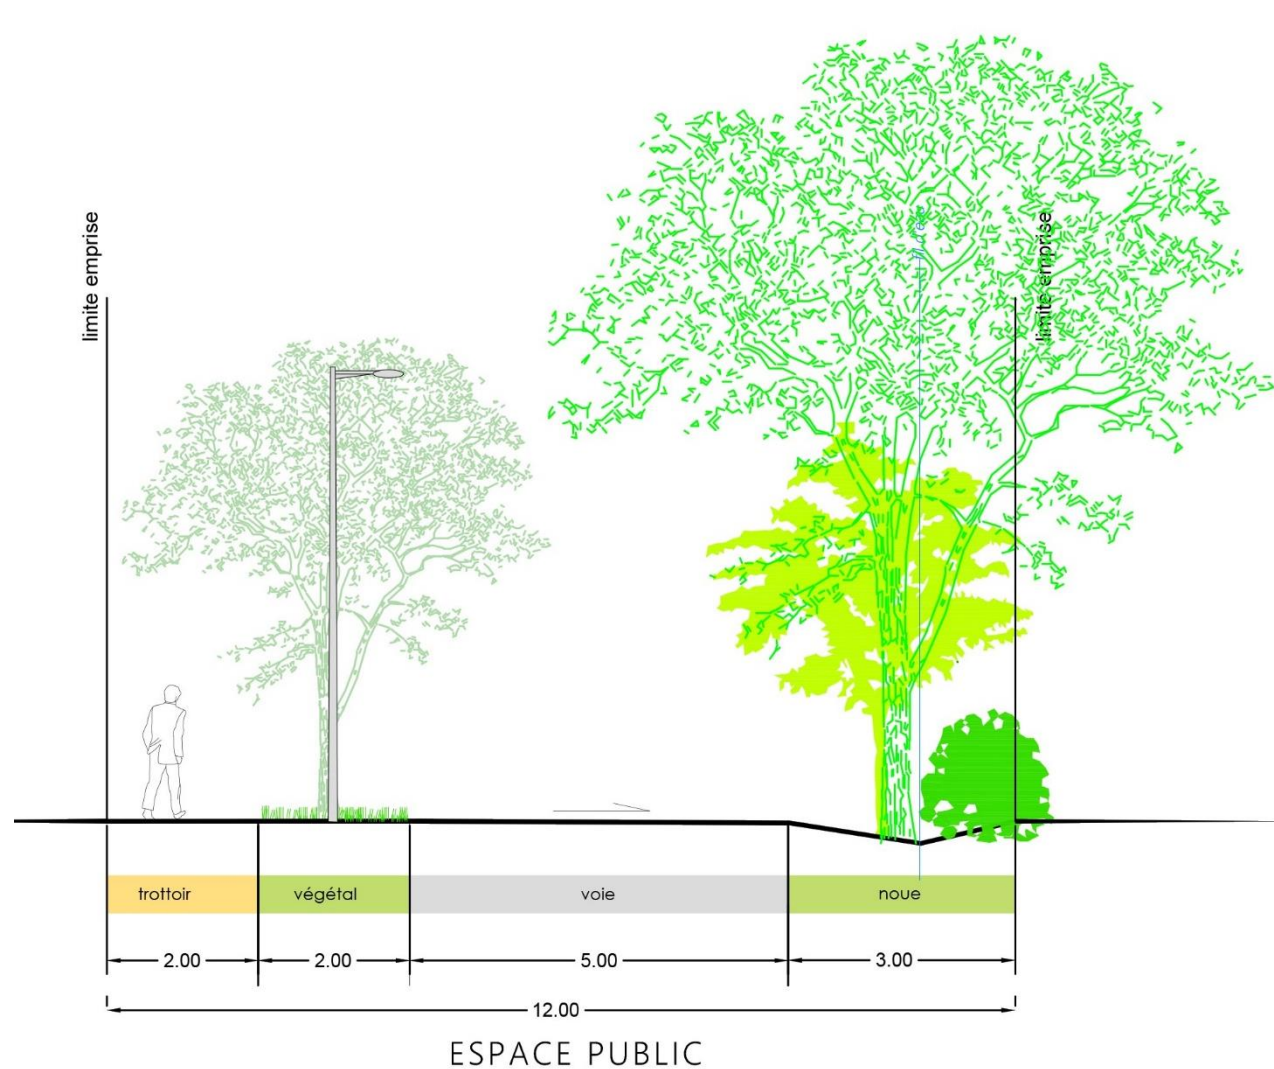 limite emprise
limite emprise
trottoir
végétal
voie
noue
2.00
2.00
5.00
3.00
12.00
ESPACE PUBLIC